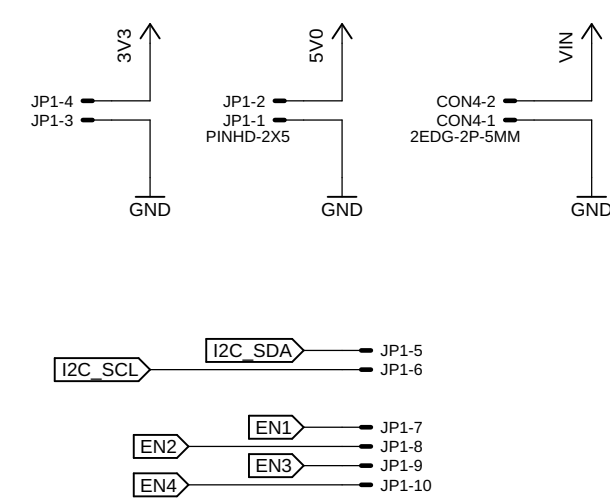 3V3
5V0
VIN
JP1-4
JP1-2
CON4-2
JP1-3
JP1-1
CON4-1
PINHD-2X5
2EDG-2P-5MM
GND
GND
GND
I2C_SDA
JP1-5
I2C_SCL
JP1-6
EN1
JP1-7
EN2
JP1-8
EN3
JP1-9
EN4
JP1-10